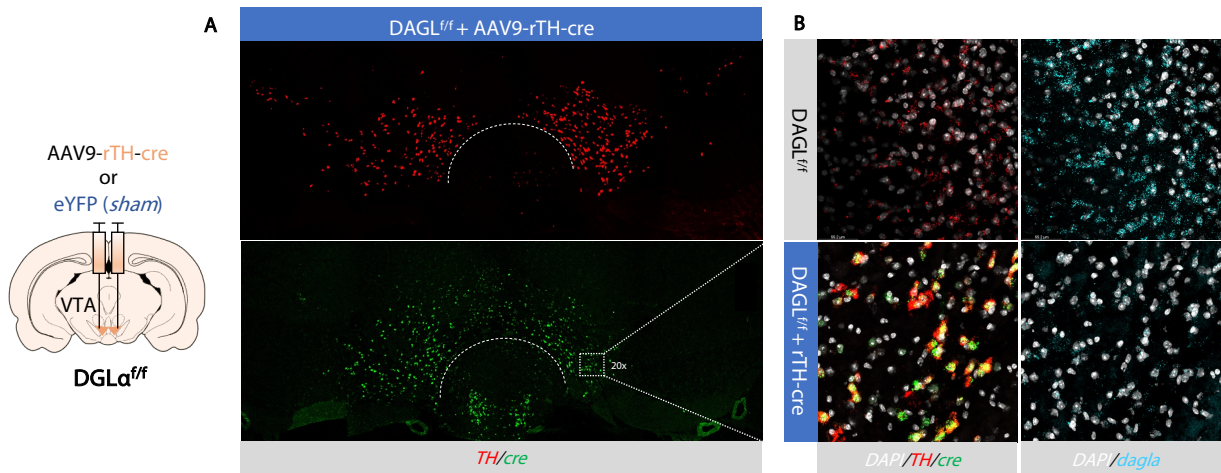 A
B
DAGLf/f + AAV9-rTH-cre
AAV9-rTH-cre
or
eYFP (sham)
VTA
DGLαf/f
20x
TH/cre
DAGLf/f
DAGLf/f + rTH-cre
DAPI/TH/cre
DAPI/dagla